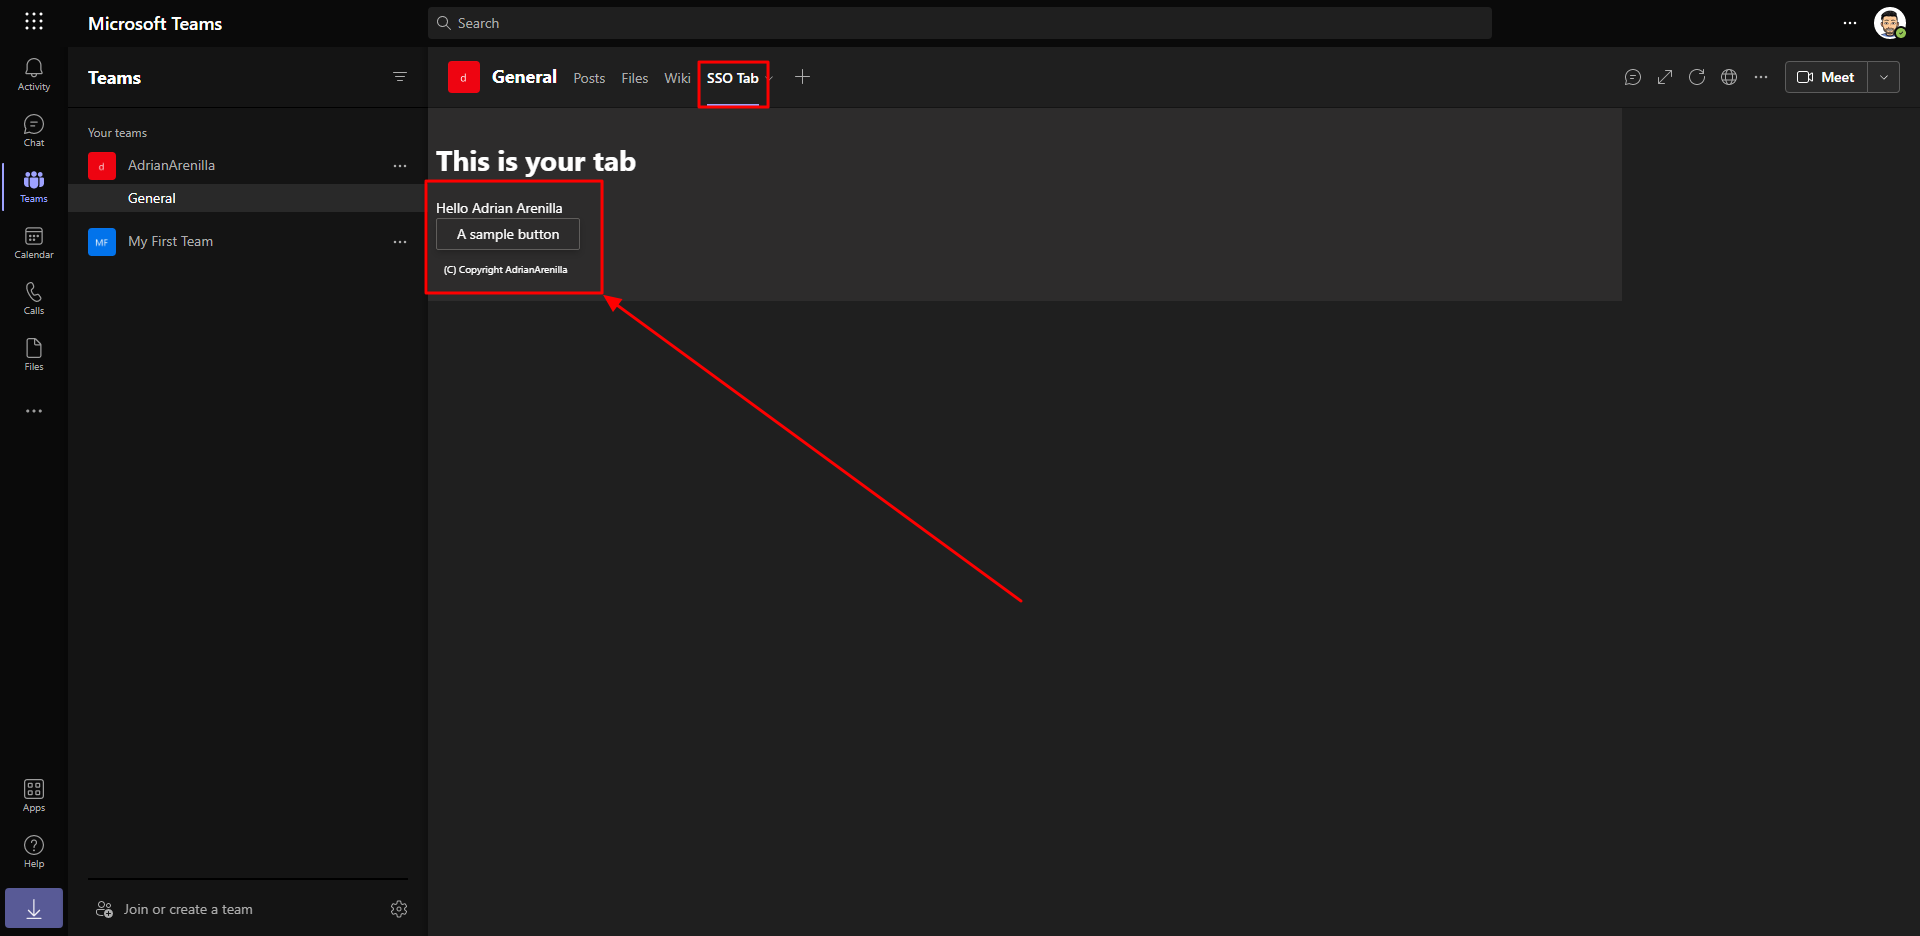 Microsoft Teams
Search
Activity
Chat
Teams
Calendar
Calls
Files
Apps
Help
Teams
Your teams
d AdrianArenilla
General
MF My First Team
Join or create a team
d General Posts Files Wiki SSO Tab
Meet
This is your tab
Hello Adrian Arenilla
A sample button
(C) Copyright AdrianArenilla